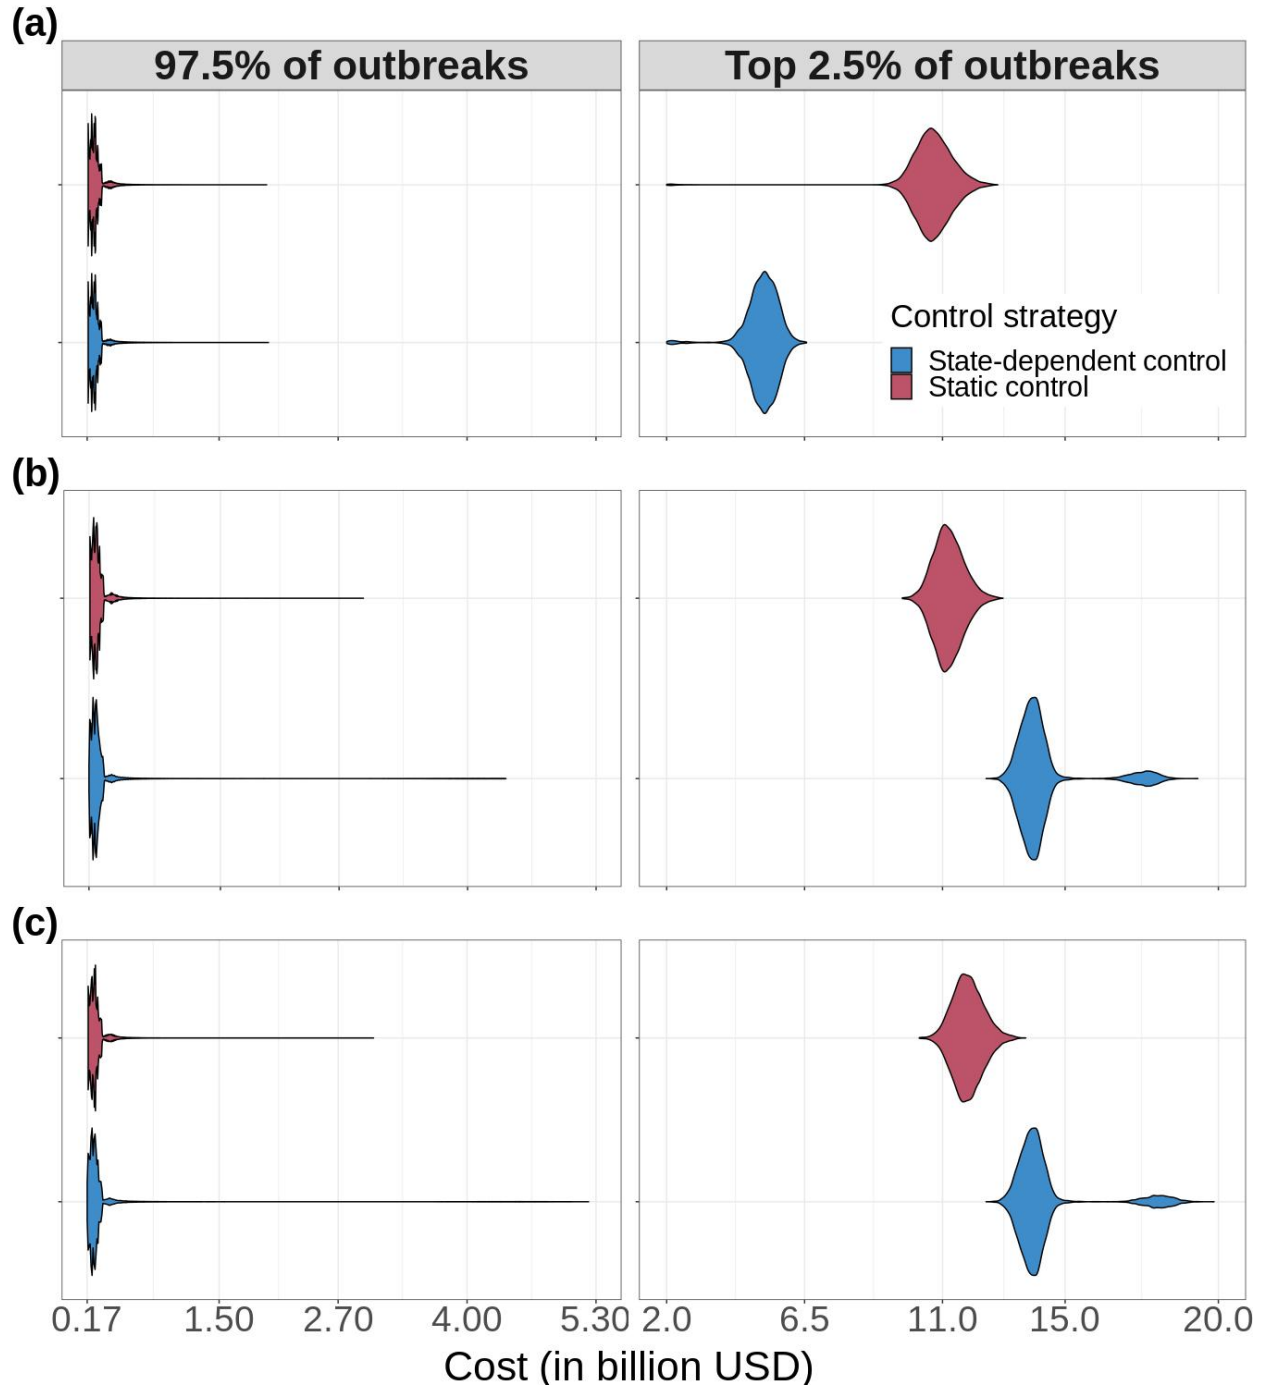 (a)
97.5% of outbreaks
Top 2.5% of outbreaks
Control strategy
State-dependent control
Static control
(b)
(c)
0.17 1.50 2.70 4.00 5.30 2.0 6.5 11.0 15.0 20.0
Cost (in billion USD)